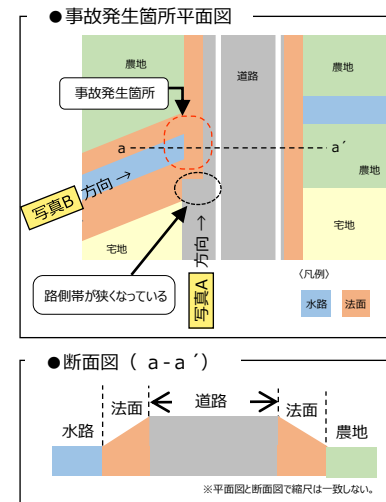 ●事故発生箇所平面図
農地
道路
農地
事故発生箇所
a
a´
農地
写真B 方向 →
宅地
宅地
路側帯が狭くなっている
写真A 方向 →
〈凡例〉
水路
法面
●断面図（ a-a´）
法面
道路
法面
水路
農地
※平面図と断面図で縮尺は一致しない。